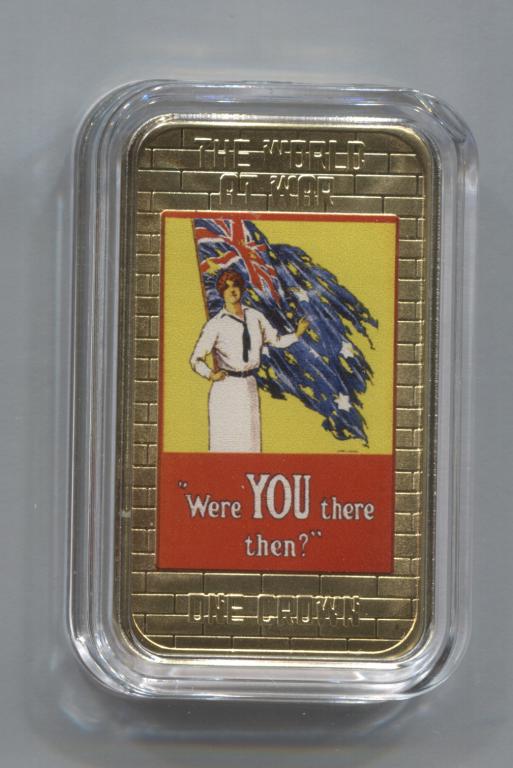 THE WORLD
AT WAR
"Were YOU there
then?"
ONE CROWN